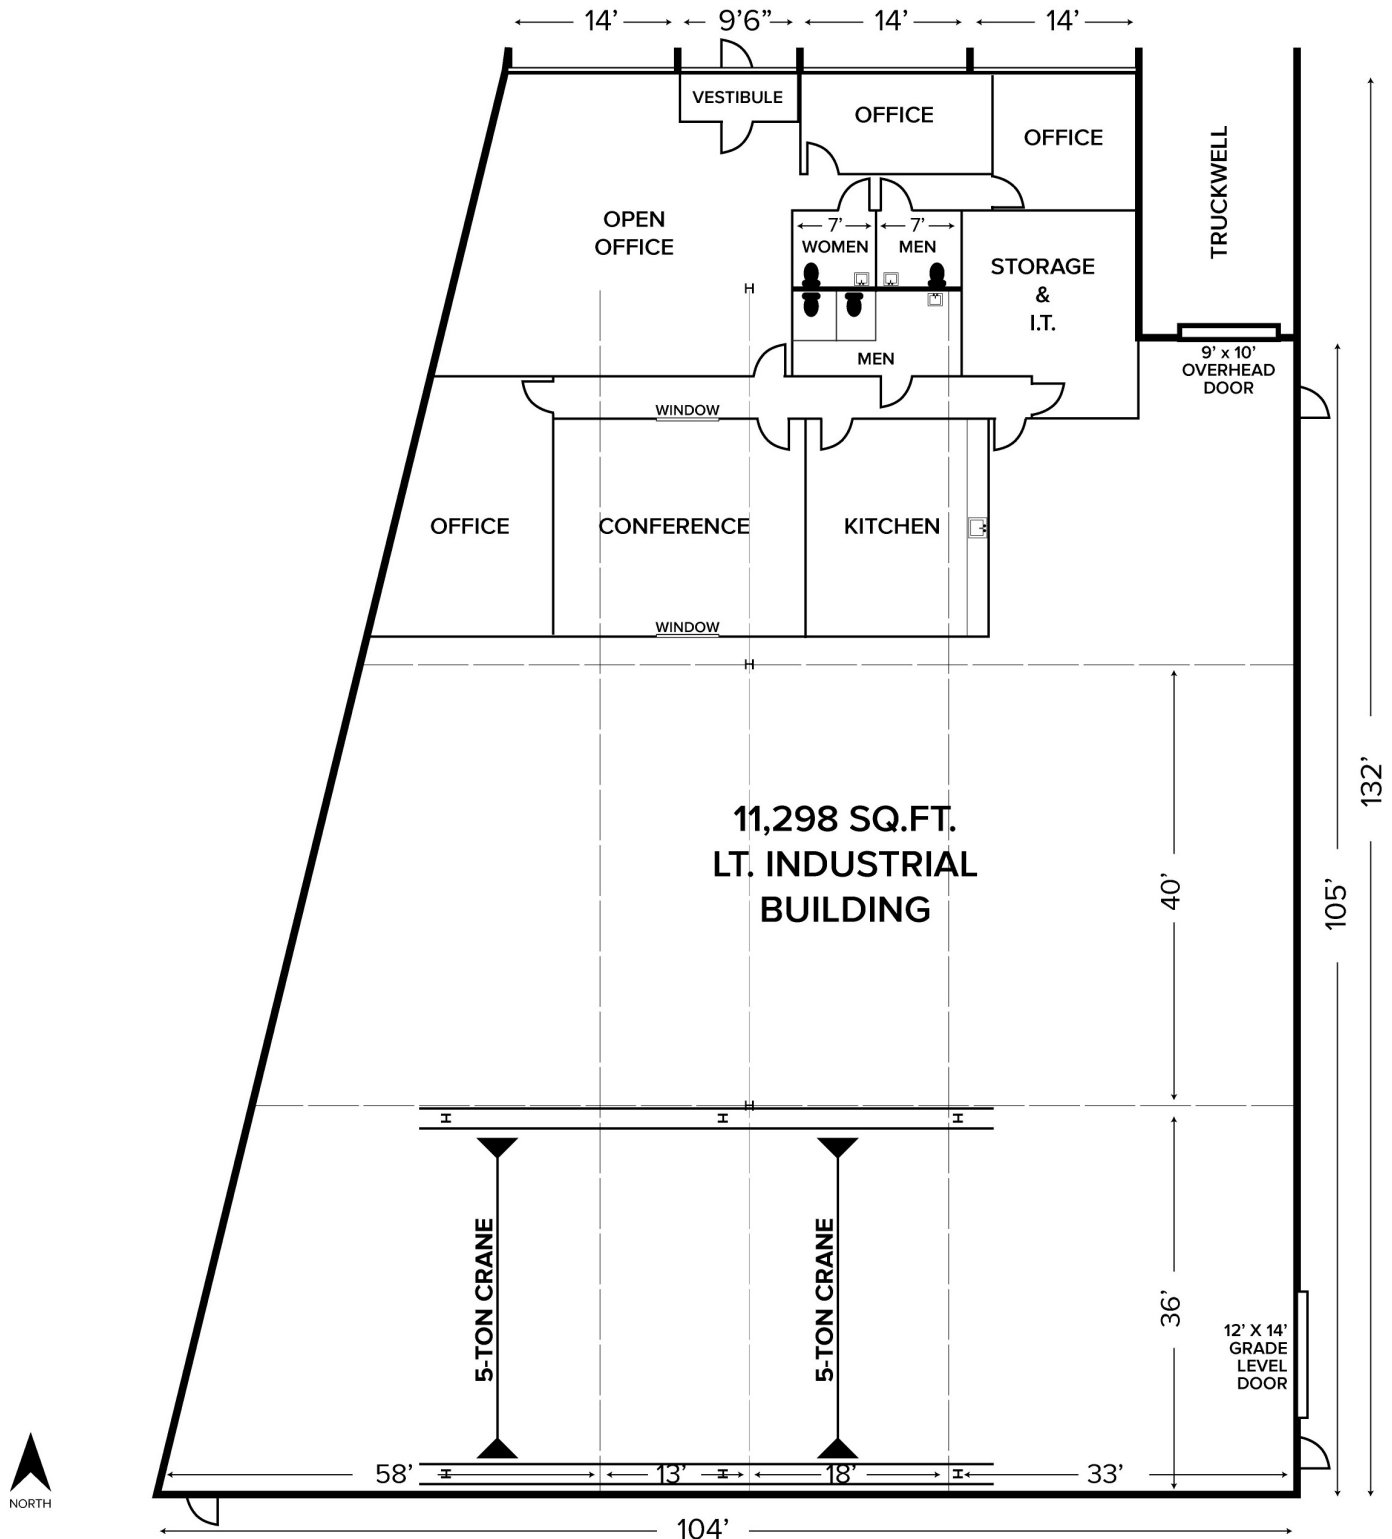 14’ 9’6” 14’ 14’
VESTIBULE
OFFICE
OFFICE
TRUCKWELL
OPEN
OFFICE
7’ 7’
WOMEN MEN
STORAGE
&
I.T.
MEN
9’ x 10’
OVERHEAD
DOOR
WINDOW
OFFICE
CONFERENCE
KITCHEN
WINDOW
132’
105’
40’
11,298 SQ.FT.
LT. INDUSTRIAL
BUILDING
5-TON CRANE
5-TON CRANE
36’
12’ X 14’
GRADE
LEVEL
DOOR
58’ 13’ 18’ 33’
NORTH
104’